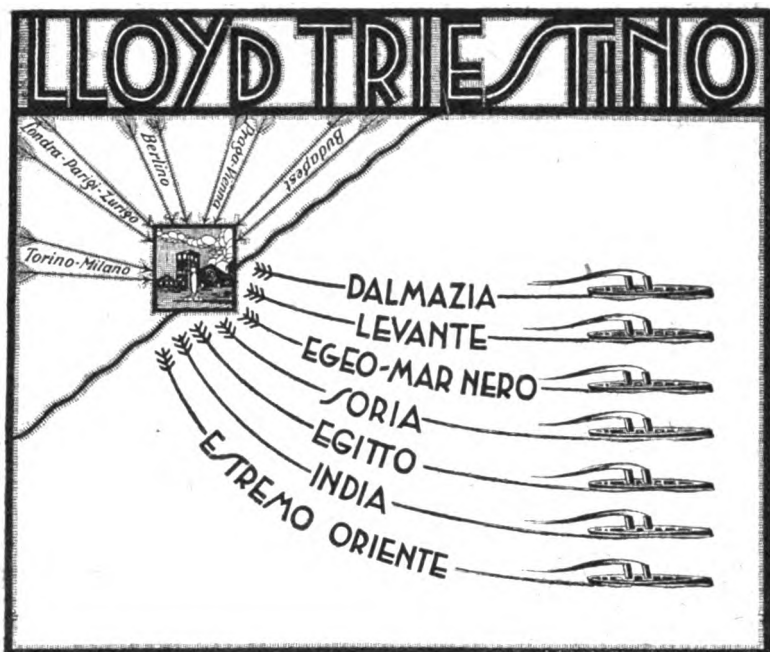 LLOYD TRIESTINO
Londra-Parigi-Zurigo
Berlino
Praga-Vienna
Budapest
Torino-Milano
DALMAZIA
LEVANTE
EGEO-MAR NERO
SORIA
EGITTO
INDIA
ESTREMO ORIENTE